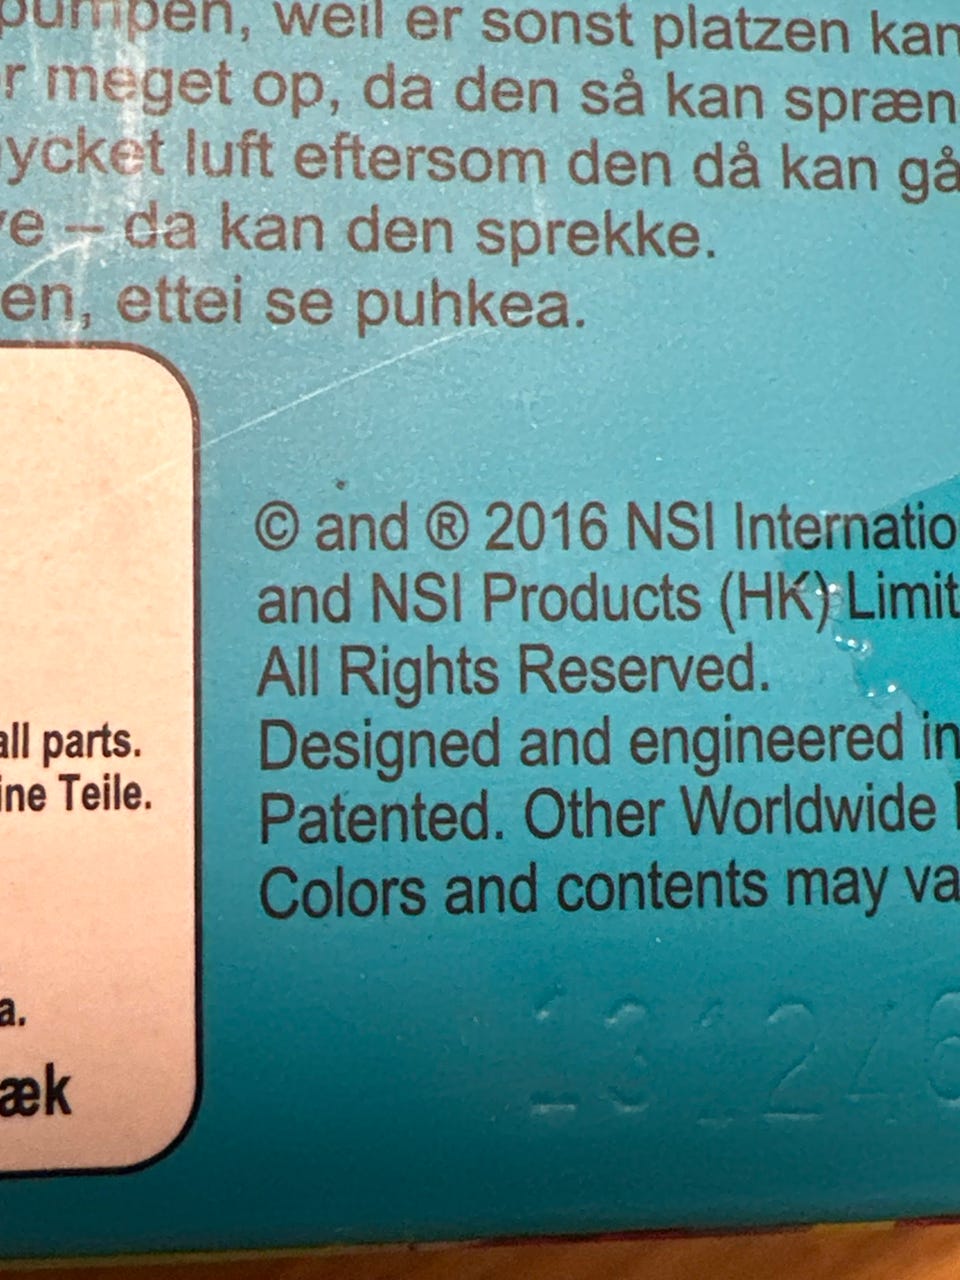 pumpen, weil er sonst platzen kan
r meget op, da den så kan spræn
ycket luft eftersom den då kan gå
ve – da kan den sprekke.
en, ettei se puhkea.
© and ® 2016 NSI Internatio
and NSI Products (HK) Limit
All Rights Reserved.
all parts.
Designed and engineered in
ine Teile.
Patented. Other Worldwide
Colors and contents may va
a.
æk